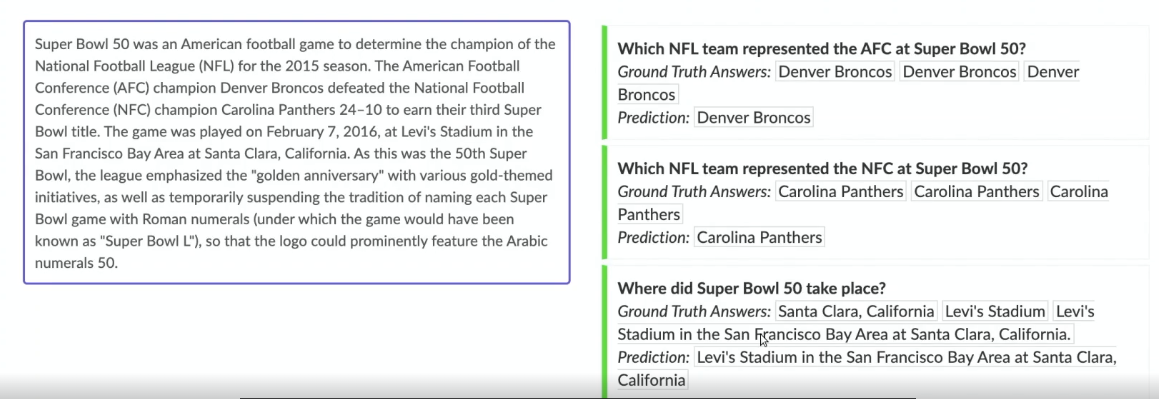 Super Bowl 50 was an American football game to determine the champion of the
National Football League (NFL) for the 2015 season. The American Football
Conference (AFC) champion Denver Broncos defeated the National Football
Conference (NFC) champion Carolina Panthers 24–10 to earn their third Super
Bowl title. The game was played on February 7, 2016, at Levi's Stadium in the
San Francisco Bay Area at Santa Clara, California. As this was the 50th Super
Bowl, the league emphasized the "golden anniversary" with various gold-themed
initiatives, as well as temporarily suspending the tradition of naming each Super
Bowl game with Roman numerals (under which the game would have been
known as "Super Bowl L"), so that the logo could prominently feature the Arabic
numerals 50.
Which NFL team represented the AFC at Super Bowl 50?
Ground Truth Answers: Denver Broncos Denver Broncos Denver
Broncos
Prediction: Denver Broncos
Which NFL team represented the NFC at Super Bowl 50?
Ground Truth Answers: Carolina Panthers Carolina Panthers Carolina
Panthers
Prediction: Carolina Panthers
Where did Super Bowl 50 take place?
Ground Truth Answers: Santa Clara, California Levi's Stadium Levi's
Stadium in the San Francisco Bay Area at Santa Clara, California.
Prediction: Levi's Stadium in the San Francisco Bay Area at Santa Clara,
California